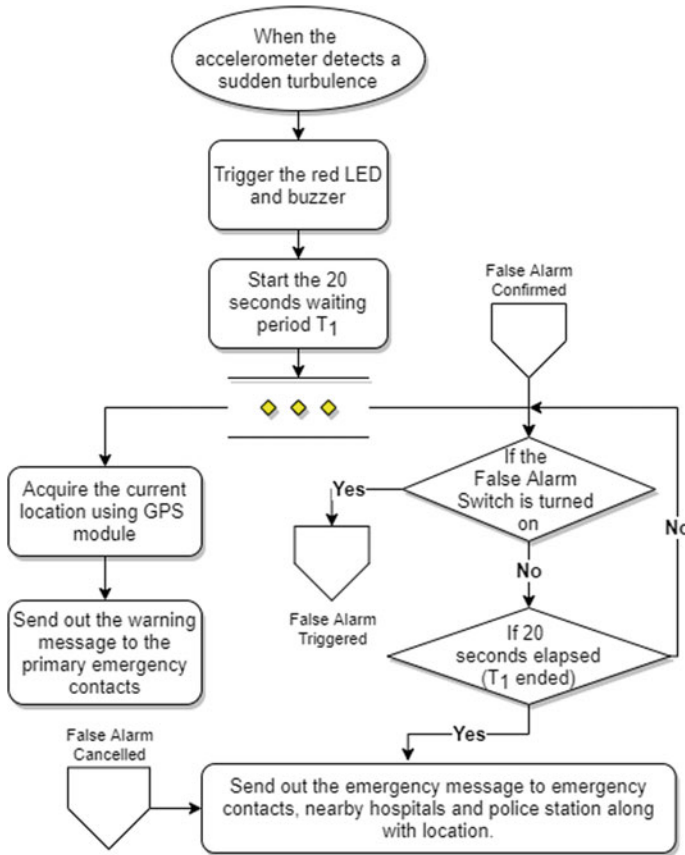 When the
accelerometer detects a
sudden turbulence
Trigger the red LED
and buzzer
Start the 20
seconds waiting
period T1
False Alarm
Confirmed
If the
False Alarm
Switch is turned
on
Yes
No
No
Acquire the current
location using GPS
module
False Alarm
Triggered
Send out the warning
message to the
primary emergency
contacts
If 20
seconds elapsed
(T1 ended)
Yes
False Alarm
Cancelled
Send out the emergency message to emergency
contacts, nearby hospitals and police station along
with location.